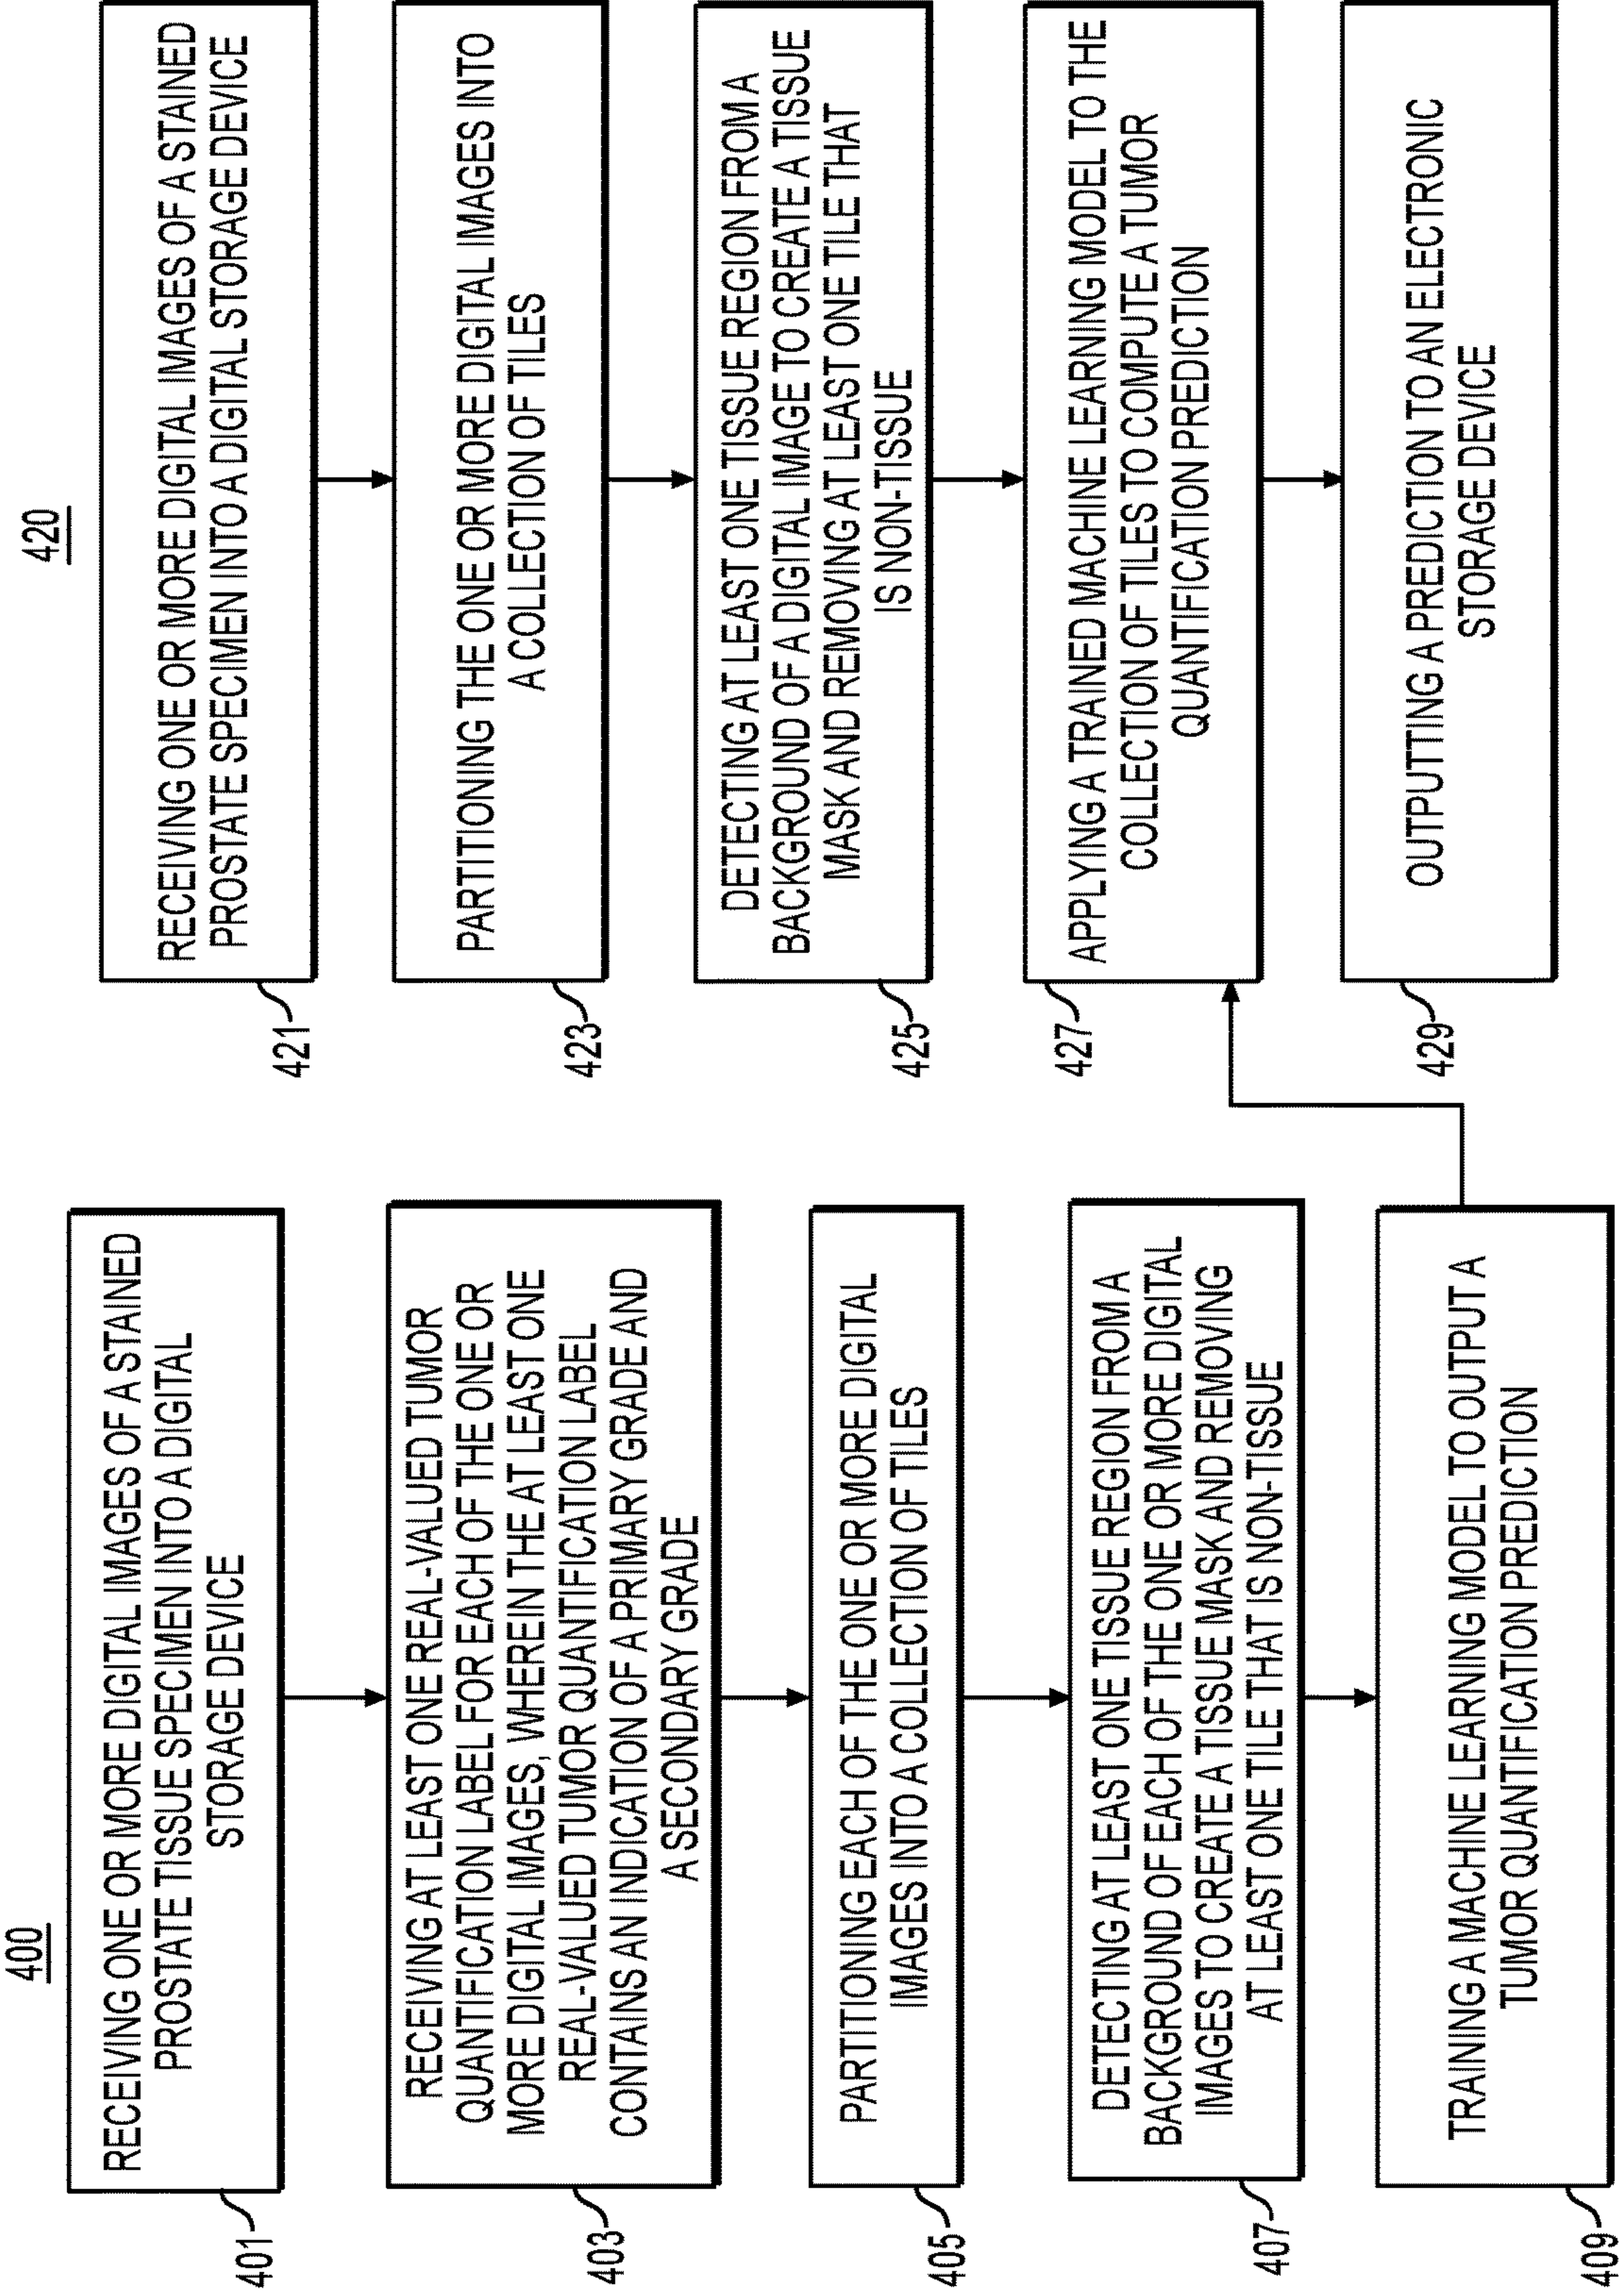 400
401
RECEIVING ONE OR MORE DIGITAL IMAGES OF A STAINED
PROSTATE TISSUE SPECIMEN INTO A DIGITAL
STORAGE DEVICE
403
RECEIVING AT LEAST ONE REAL-VALUED TUMOR
QUANTIFICATION LABEL FOR EACH OF THE ONE OR
MORE DIGITAL IMAGES, WHEREIN THE AT LEAST ONE
REAL-VALUED TUMOR QUANTIFICATION LABEL
CONTAINS AN INDICATION OF A PRIMARY GRADE AND
A SECONDARY GRADE
405
PARTITIONING EACH OF THE ONE OR MORE DIGITAL
IMAGES INTO A COLLECTION OF TILES
407
DETECTING AT LEAST ONE TISSUE REGION FROM A
BACKGROUND OF EACH OF THE ONE OR MORE DIGITAL
IMAGES TO CREATE A TISSUE MASK AND REMOVING
AT LEAST ONE TILE THAT IS NON-TISSUE
409
TRAINING A MACHINE LEARNING MODEL TO OUTPUT A
TUMOR QUANTIFICATION PREDICTION
420
421
RECEIVING ONE OR MORE DIGITAL IMAGES OF A STAINED
PROSTATE SPECIMEN INTO A DIGITAL STORAGE DEVICE
423
PARTITIONING THE ONE OR MORE DIGITAL IMAGES INTO
A COLLECTION OF TILES
425
DETECTING AT LEAST ONE TISSUE REGION FROM A
BACKGROUND OF A DIGITAL IMAGE TO CREATE A TISSUE
MASK AND REMOVING AT LEAST ONE TILE THAT
IS NON-TISSUE
427
APPLYING A TRAINED MACHINE LEARNING MODEL TO THE
COLLECTION OF TILES TO COMPUTE A TUMOR
QUANTIFICATION PREDICTION
429
OUTPUTTING A PREDICTION TO AN ELECTRONIC
STORAGE DEVICE